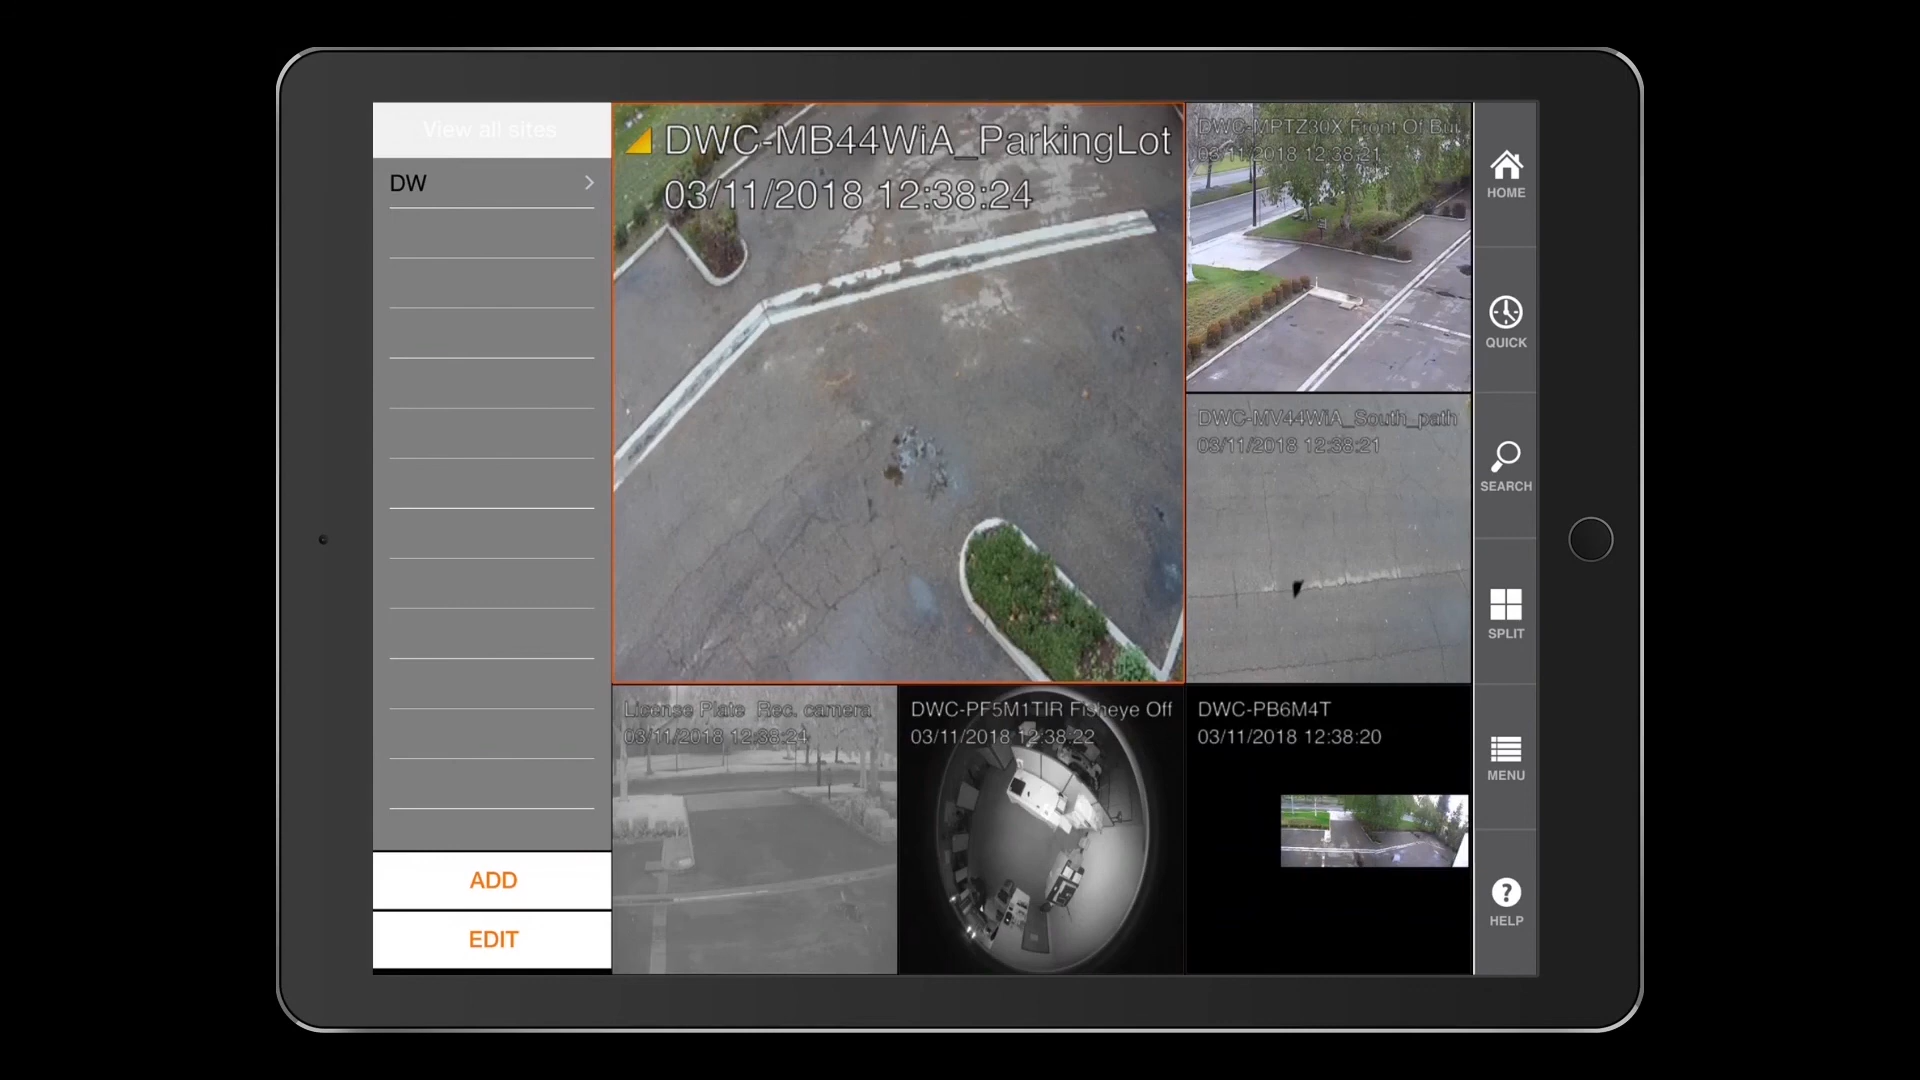 View all sites
DW
ADD
EDIT
DWC-MB44WiA_ParkingLot
03/11/2018 12:38:24
DWC-MPTZ30X Front Of Bui
03/11/2018 12:38:21
DWC-MV44WiA_South_path
03/11/2018 12:38:21
License Plate Rec. camera
03/11/2018 12:38:24
DWC-PF5M1TIR Fisheye Off
03/11/2018 12:38:22
DWC-PB6M4T
03/11/2018 12:38:20
HOME
QUICK
SEARCH
SPLIT
MENU
HELP